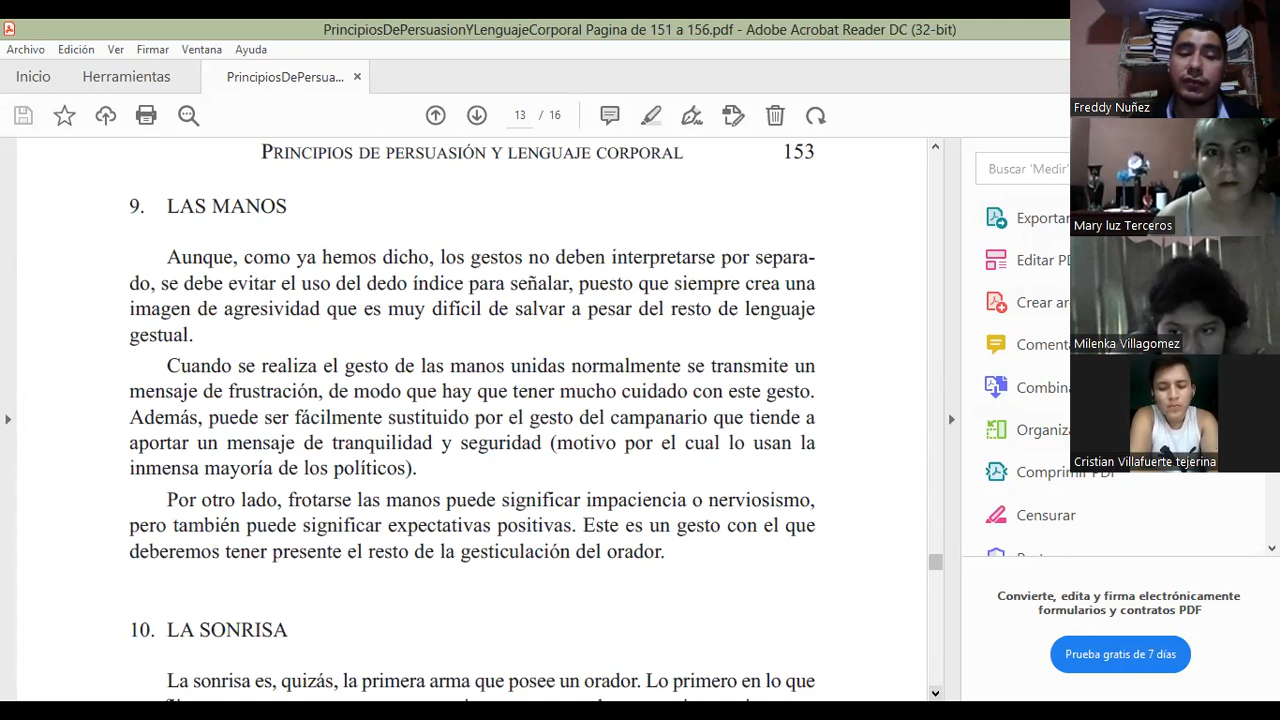 PrincipiosDePersuasionYLenguajeCorporal Pagina de 151 a 156.pdf - Adobe Acrobat Reader DC (32-bit)
Archivo Edición Ver Firmar Ventana Ayuda
Inicio Herramientas PrincipiosDePersua... ×
13 / 16
PRINCIPIOS DE PERSUASIÓN Y LENGUAJE CORPORAL 153
9. LAS MANOS
Aunque, como ya hemos dicho, los gestos no deben interpretarse por separa-
do, se debe evitar el uso del dedo índice para señalar, puesto que siempre crea una
imagen de agresividad que es muy difícil de salvar a pesar del resto de lenguaje
gestual.
Cuando se realiza el gesto de las manos unidas normalmente se transmite un
mensaje de frustración, de modo que hay que tener mucho cuidado con este gesto.
Además, puede ser fácilmente sustituido por el gesto del campanario que tiende a
aportar un mensaje de tranquilidad y seguridad (motivo por el cual lo usan la
inmensa mayoría de los políticos).
Por otro lado, frotarse las manos puede significar impaciencia o nerviosismo,
pero también puede significar expectativas positivas. Este es un gesto con el que
deberemos tener presente el resto de la gesticulación del orador.
10. LA SONRISA
La sonrisa es, quizás, la primera arma que posee un orador. Lo primero en lo que
Buscar 'Medir'
Exportar
Editar PD
Crear ar
Comenta
Combina
Organiza
Comprimir PDF
Censurar
Convierte, edita y firma electrónicamente
formularios y contratos PDF
Prueba gratis de 7 días
Freddy Nuñez
Mary luz Terceros
Milenka Villagomez
Cristian Villafuerte tejerina